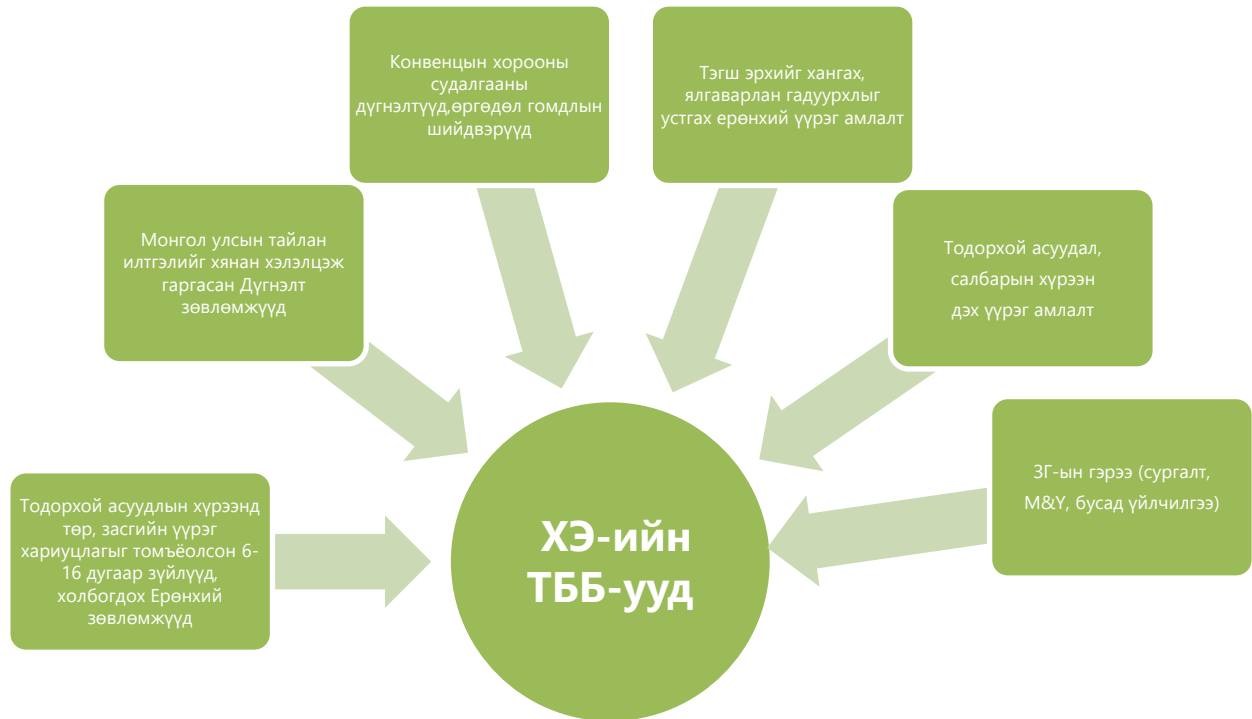 Конвенцын хорооны
судалгааны
дүгнэлтүүд,өргөдөл гомдлын
шийдвэрүүд
Тэгш эрхийг хангах,
ялгаварлан гадуурхлыг
устгах ерөнхий үүрэг амлалт
Монгол улсын тайлан
илтгэлийг хянан хэлэлцэж
гаргасан Дүгнэлт
зөвлөмжүүд
Тодорхой асуудал,
салбарын хүрээн
дэх үүрэг амлалт
Тодорхой асуудлын хүрээнд
төр, засгийн үүрэг
хариуцлагыг томъёолсон 6-
16 дугаар зүйлүүд,
холбогдох Ерөнхий
зөвлөмжүүд
ЗГ-ын гэрээ (сургалт,
М&Ү, бусад үйлчилгээ)
ХЭ-ийн
ТББ-ууд